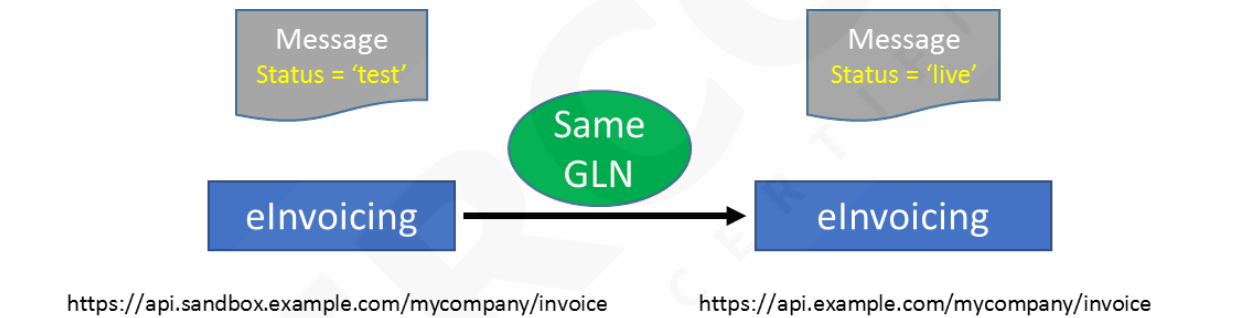 Message
Status = ‘test’
Message
Status = ‘live’
Same
GLN
eInvoicing
eInvoicing
https://api.sandbox.example.com/mycompany/invoice
https://api.example.com/mycompany/invoice